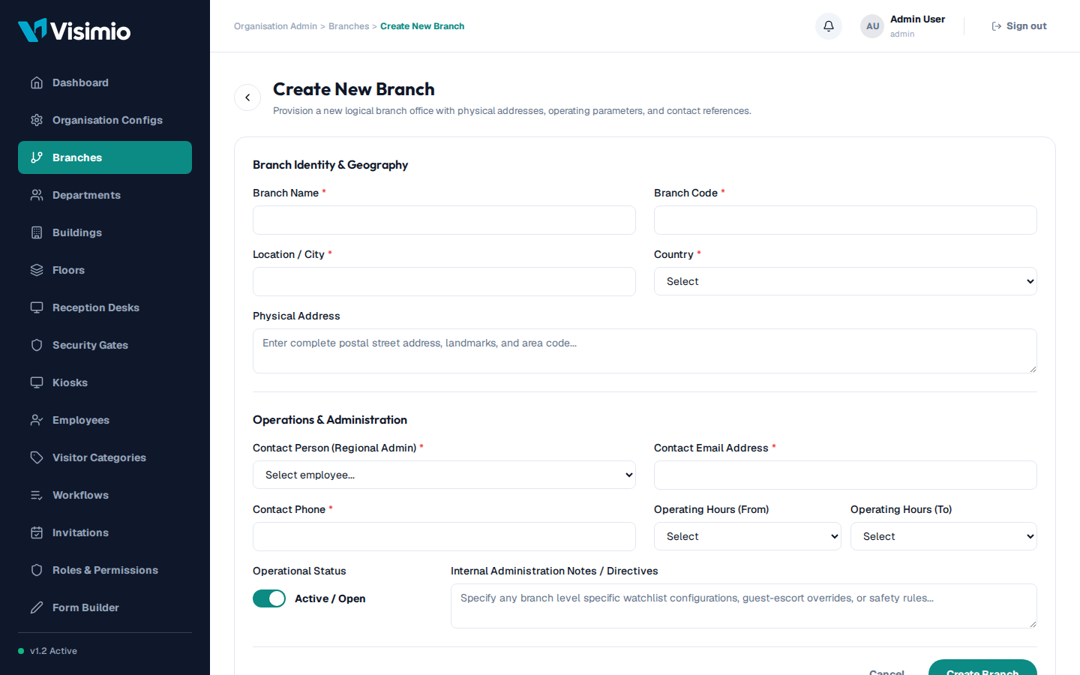 Visimio
Dashboard
Organisation Configs
Branches
Departments
Buildings
Floors
Reception Desks
Security Gates
Kiosks
Employees
Visitor Categories
Workflows
Invitations
Roles & Permissions
Form Builder
v1.2 Active
Organisation Admin > Branches > Create New Branch
AU
Admin User
admin
Sign out
Create New Branch
Provision a new logical branch office with physical addresses, operating parameters, and contact references.
Branch Identity & Geography
Branch Name *
Branch Code *
Location / City *
Country *
Select
Physical Address
Enter complete postal street address, landmarks, and area code...
Operations & Administration
Contact Person (Regional Admin) *
Contact Email Address *
Select employee...
Contact Phone *
Operating Hours (From)
Operating Hours (To)
Select
Select
Operational Status
Internal Administration Notes / Directives
Active / Open
Specify any branch level specific watchlist configurations, guest-escort overrides, or safety rules...
Cancel
Create Branch